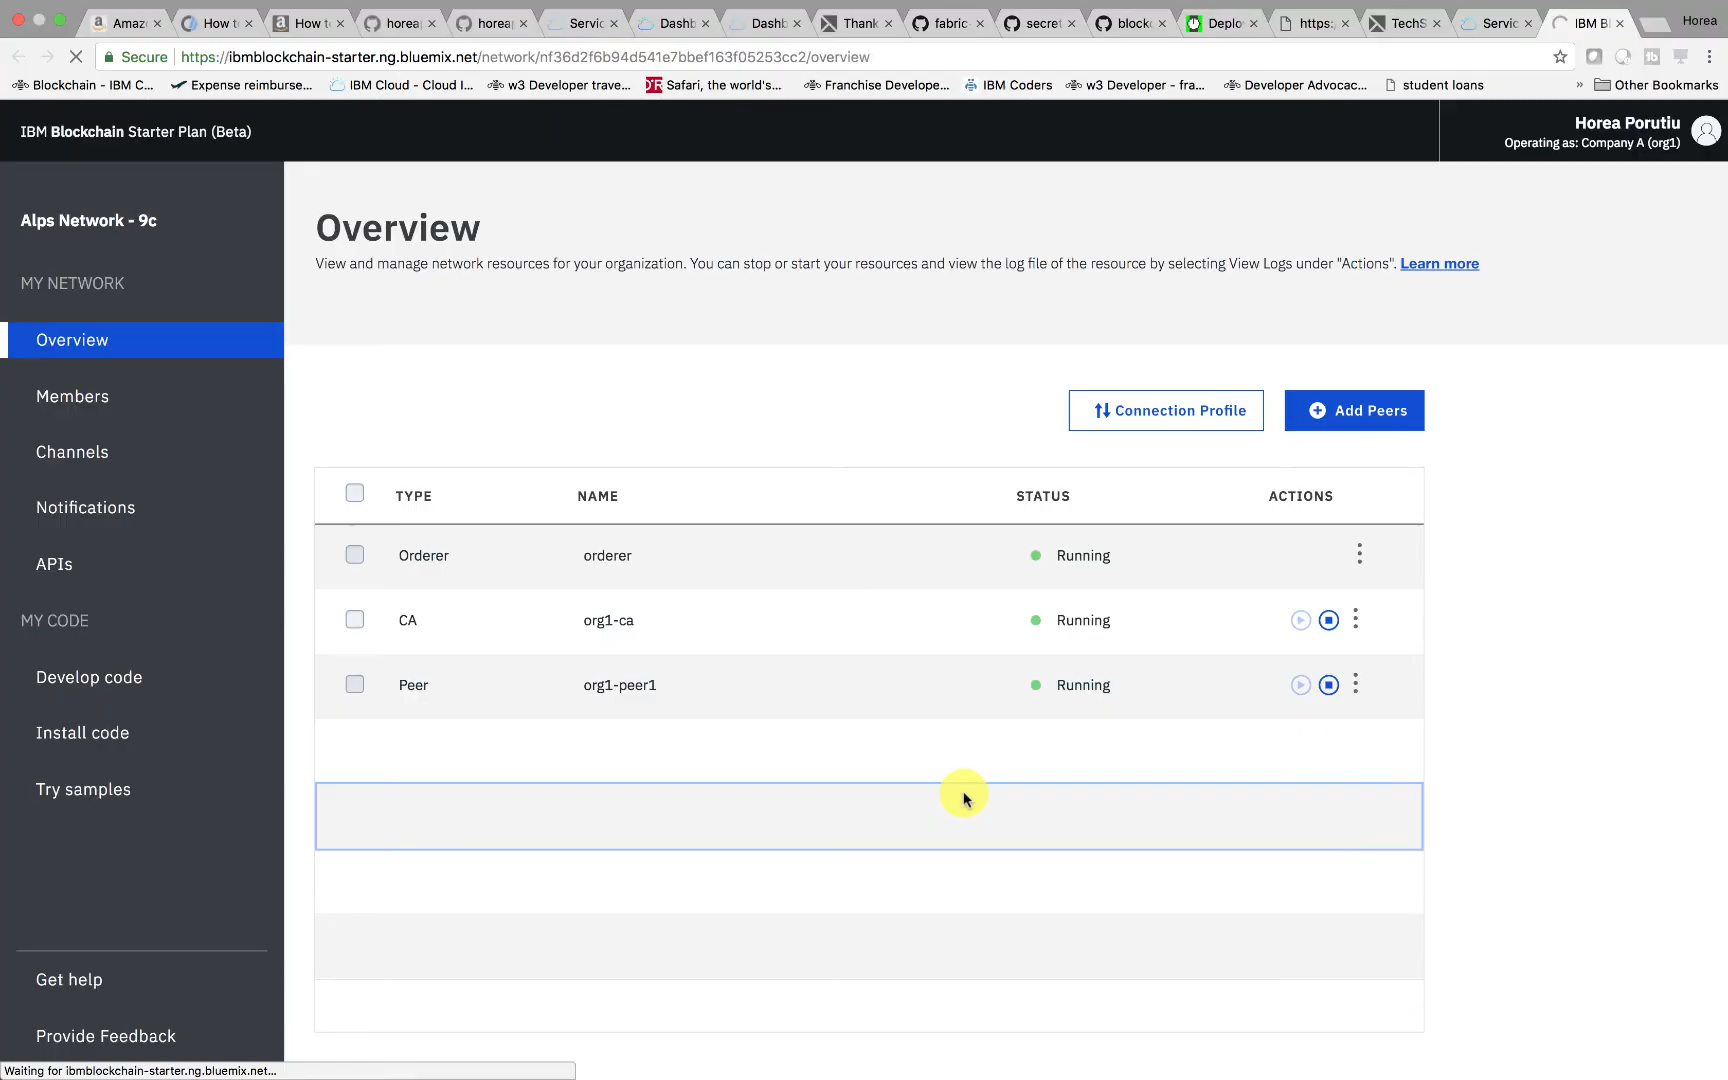 Amaz
How to
How to
horea
horea
Servic
Dashb
Dashb
Thank
fabric
secret
block
Deplo
https:
TechS
Servic
IBM B
Horea
Secure
https://ibmblockchain-starter.ng.bluemix.net/network/nf36d2f6b94d541e7bbef163f05253cc2/overview
Blockchain - IBM C...
Expense reimburse...
IBM Cloud - Cloud I...
w3 Developer trave...
Safari, the world's...
Franchise Develope...
IBM Coders
w3 Developer - fra...
Developer Advocac...
student loans
»
Other Bookmarks
IBM Blockchain Starter Plan (Beta)
Horea Porutiu
Operating as: Company A (org1)
Alps Network - 9c
MY NETWORK
Overview
Members
Channels
Notifications
APIs
MY CODE
Develop code
Install code
Try samples
Get help
Provide Feedback
Overview
View and manage network resources for your organization. You can stop or start your resources and view the log file of the resource by selecting View Logs under "Actions". Learn more
Connection Profile
Add Peers
TYPE NAME STATUS ACTIONS
Orderer orderer Running
CA org1-ca Running
Peer org1-peer1 Running
Waiting for ibmblockchain-starter.ng.bluemix.net...